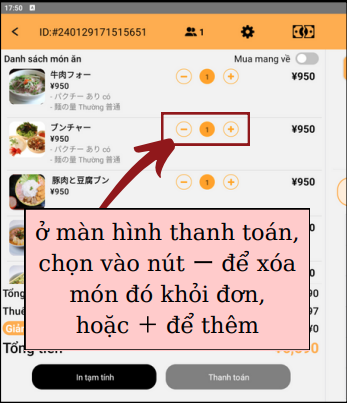 17:50
ID:#240129171515651
1
Danh sách món ăn
Mua mang về
牛肉フォー
¥950
- パクチー あり có
- 麺の量 Thường 普通
1
¥950
ブンチャー
¥950
- パクチー あり có
- 麺の量 Thường 普通
1
¥950
豚肉と豆腐ブン
¥950
1
¥950
ở màn hình thanh toán,
chọn vào nút − để xóa
món đó khỏi đơn,
hoặc + để thêm
Tổng
Thuế
Giảm
¥0
Tổng tiền
In tạm tính
Thanh toán